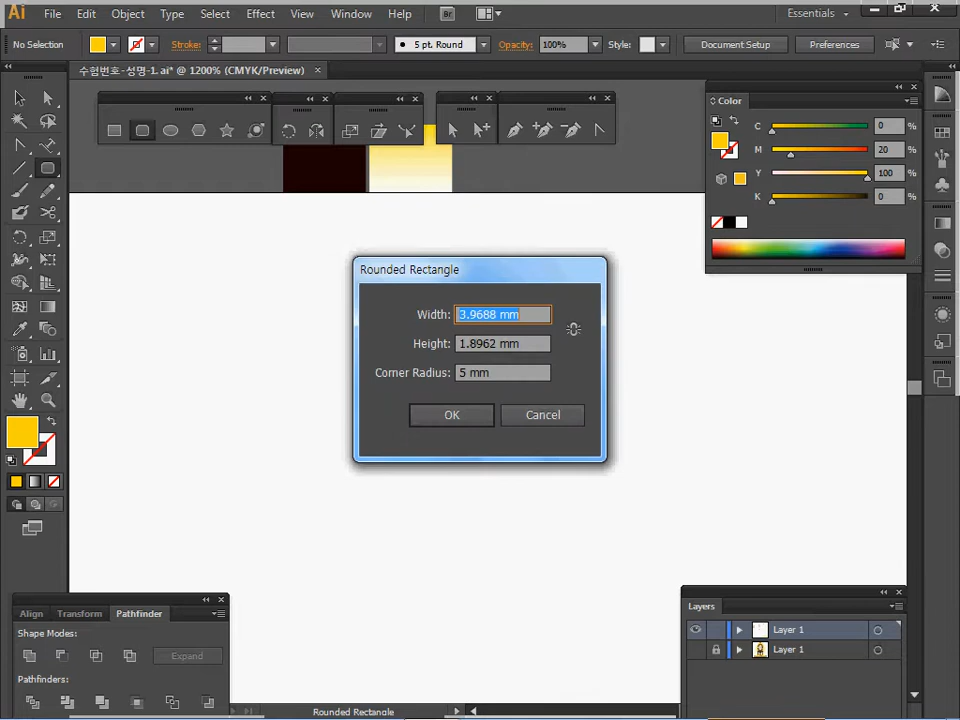 Ai File Edit Object Type Select Effect View Window Help Br Essentials
No Selection Stroke: 5 pt. Round Opacity: 100% Style: Document Setup Preferences
수험번호-성명-1. ai* @ 1200% (CMYK/Preview)
Color
C 0 %
M 20 %
Y 100 %
K 0 %
Rounded Rectangle
Width: 3.9688 mm
Height: 1.8962 mm
Corner Radius: 5 mm
OK Cancel
Align Transform Pathfinder
Shape Modes:
Expand
Pathfinders:
Layers
Layer 1
Layer 1
Rounded Rectangle